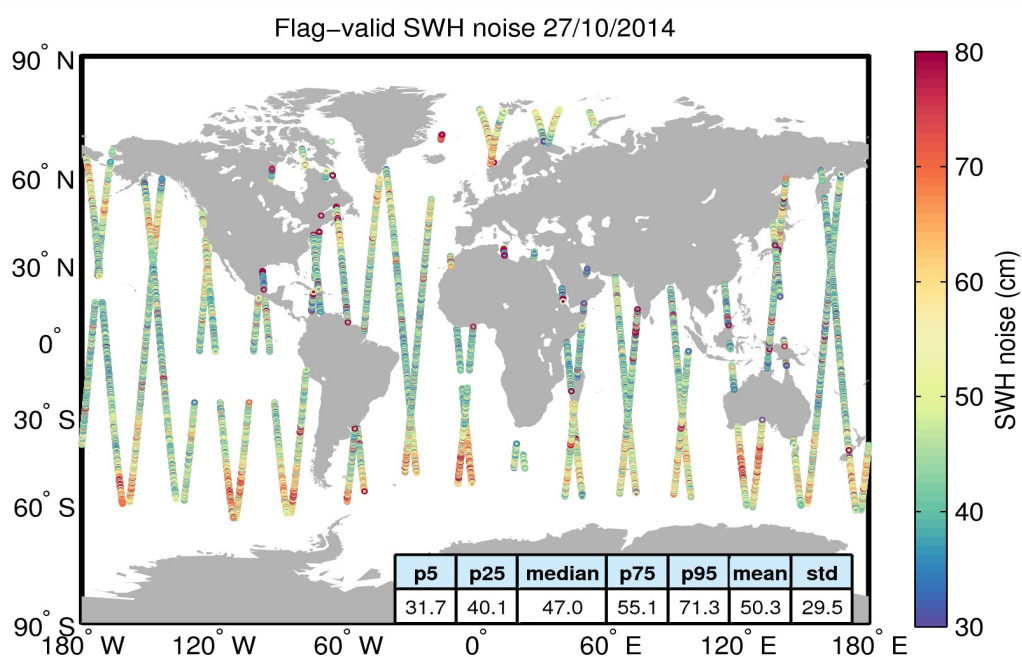 Flag−valid SWH noise 27/10/2014
90° N
60° N
30° N
0°
30° S
60° S
90° S
180° W
120° W
60° W
0°
60° E
120° E
180° E
p5 p25 median p75 p95 mean std
31.7 40.1 47.0 55.1 71.3 50.3 29.5
80
70
60
50
40
30
SWH noise (cm)